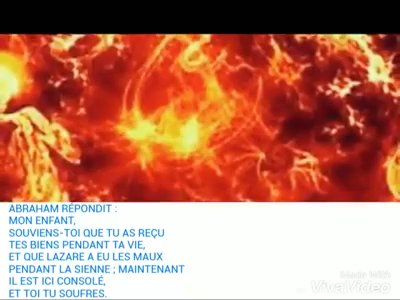 ABRAHAM RÉPONDIT :
MON ENFANT,
SOUVIENS-TOI QUE TU AS REÇU
TES BIENS PENDANT TA VIE,
ET QUE LAZARE A EU LES MAUX
PENDANT LA SIENNE ; MAINTENANT
IL EST ICI CONSOLÉ,
ET TOI TU SOUFFRES.
Made With
VivaVideo